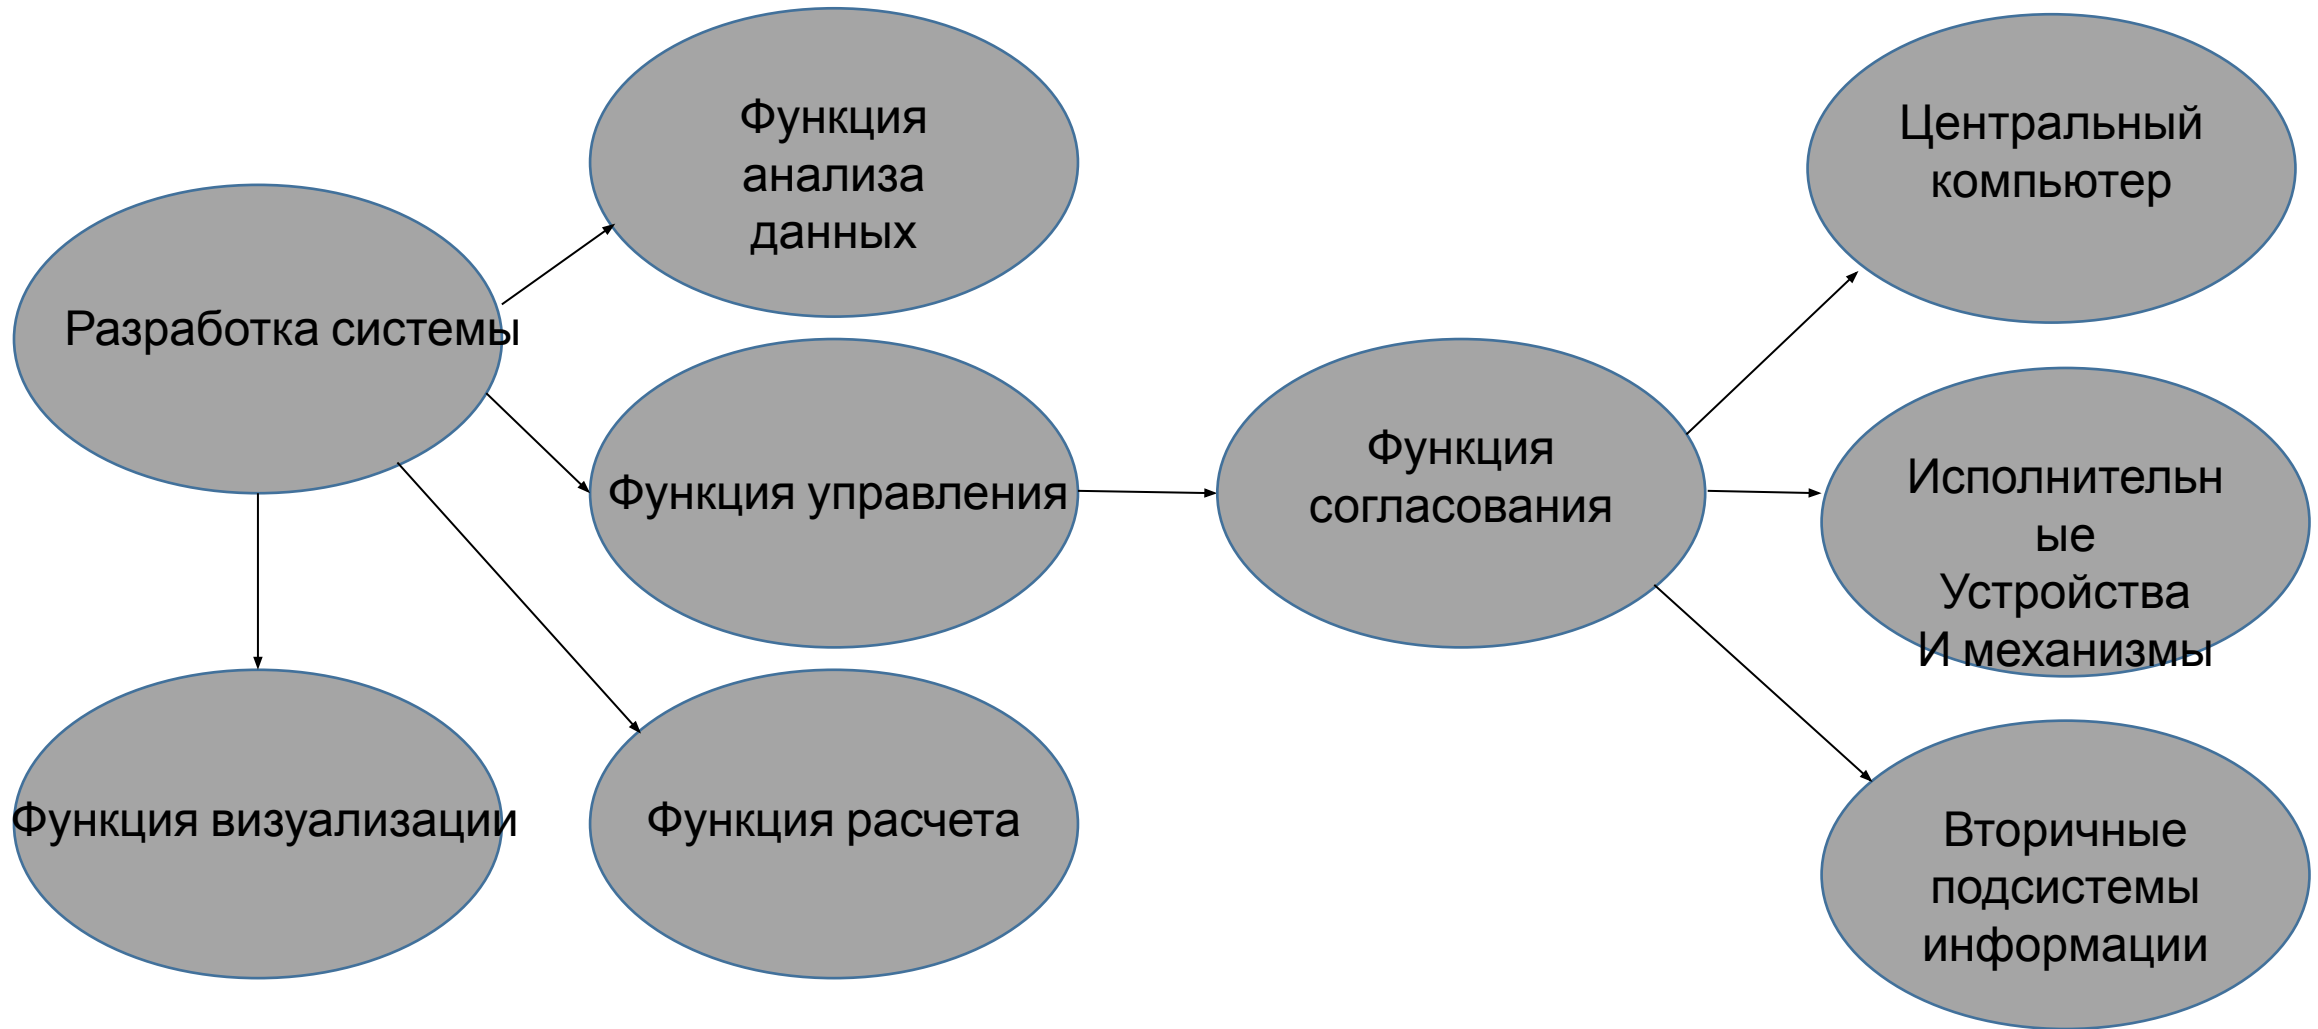 Функция
анализа
данных
Центральный
компьютер
Разработка системы
Функция управления
Функция
согласования
Исполнительн
ые
Устройства
И механизмы
Функция визуализации
Функция расчета
Вторичные
подсистемы
информации